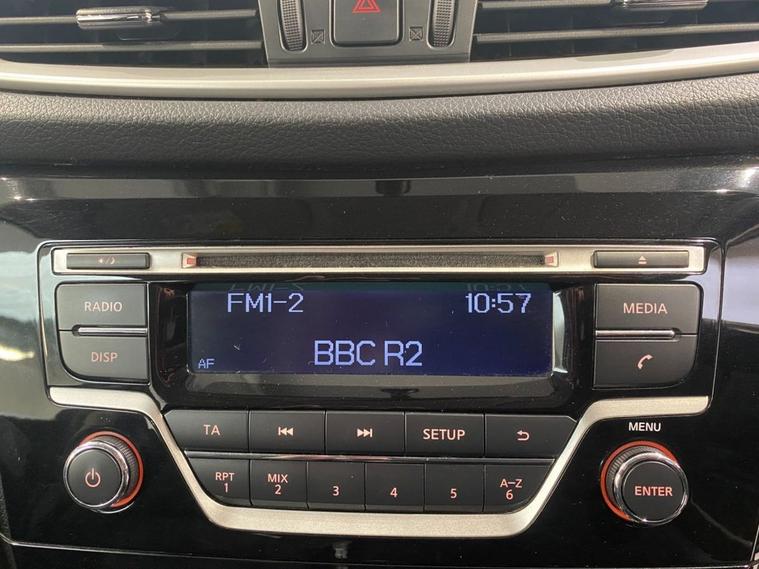 RADIO
DISP
FM1-2 10:57
BBC R2
AF
MEDIA
TA
SETUP
MENU
RPT
1
MIX
2
3
4
5
A-Z
6
ENTER